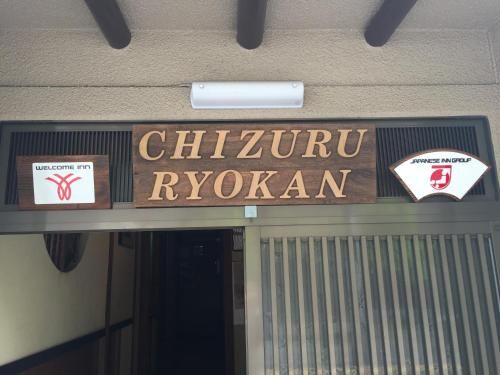 WELCOME INN
CHIZURU
RYOKAN
JAPANESE INN GROUP